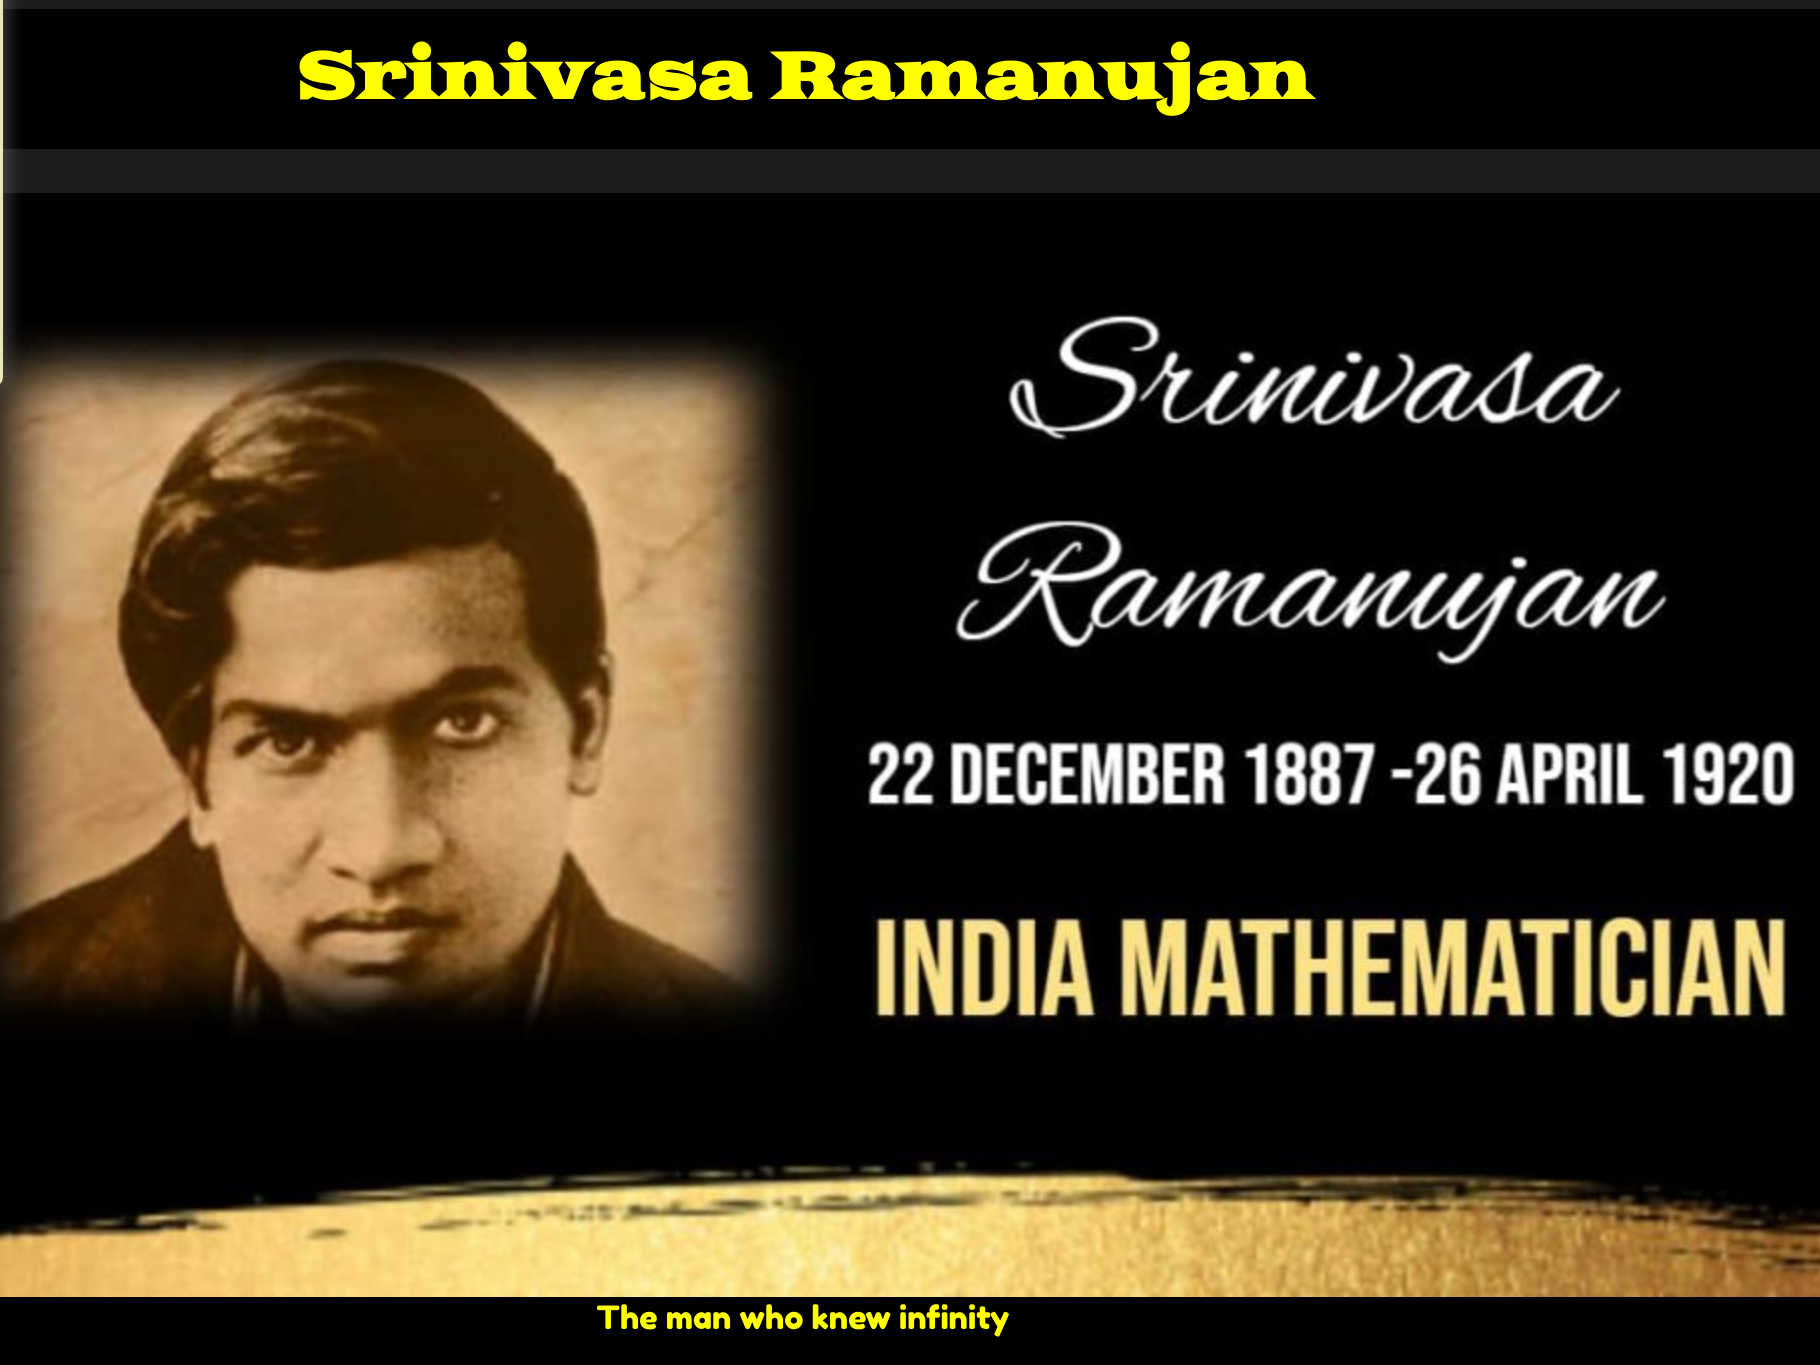 Srinivasa Ramanujan
Srinivasa
Ramanujan
22 DECEMBER 1887 -26 APRIL 1920
INDIA MATHEMATICIAN
The man who knew infinity